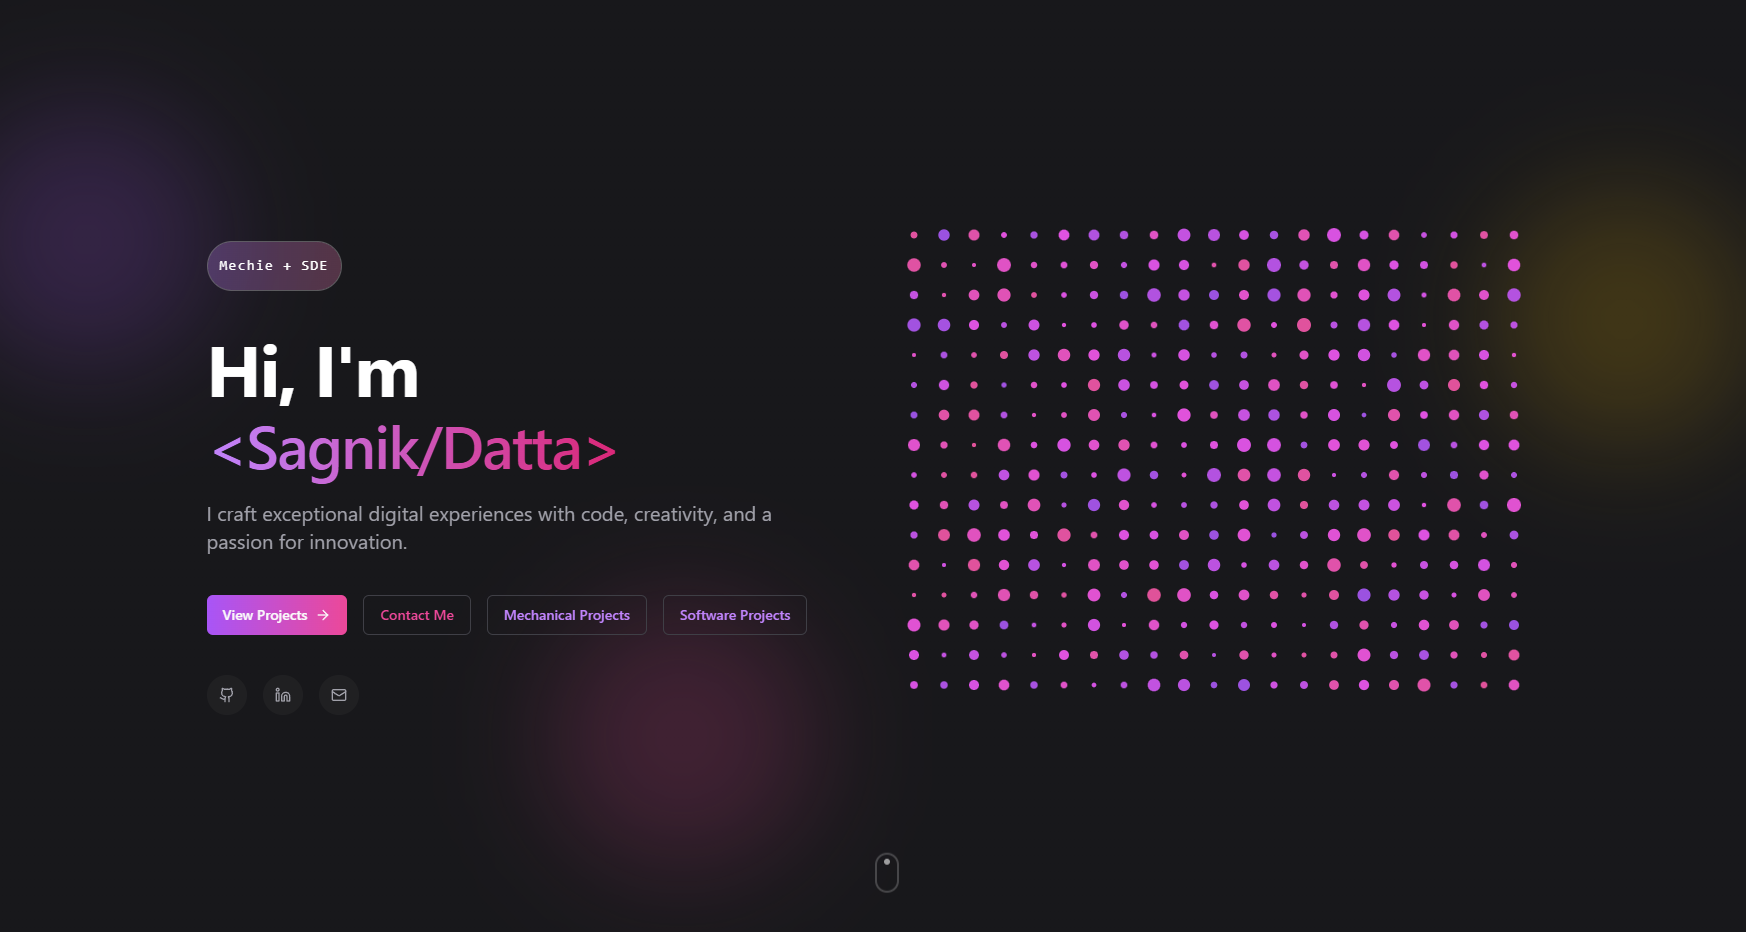 Mechie + SDE
Hi, I'm
<Sagnik/Datta>
I craft exceptional digital experiences with code, creativity, and a
passion for innovation.
View Projects
Contact Me
Mechanical Projects
Software Projects